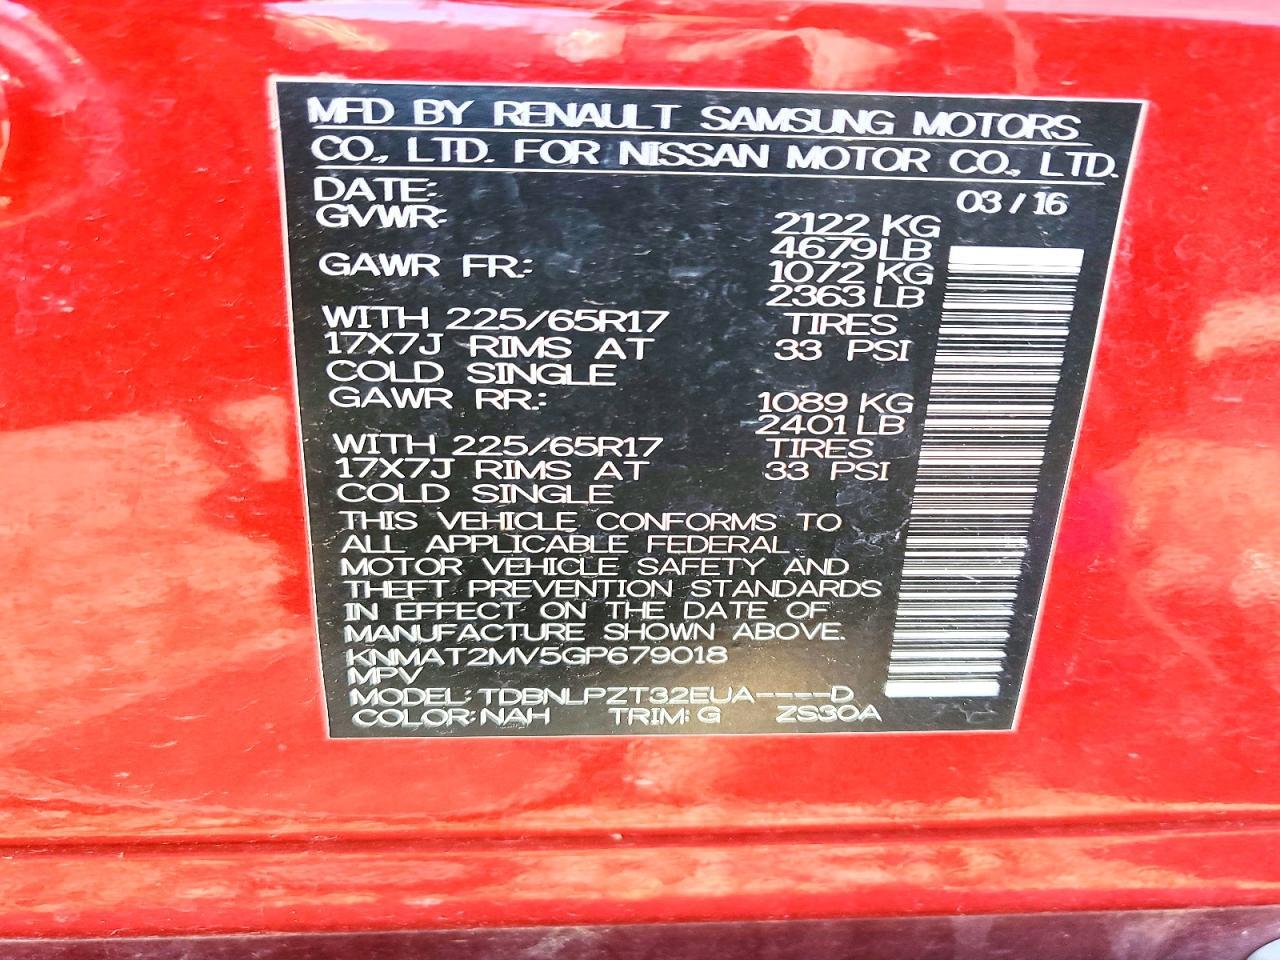 MFD BY RENAULT SAMSUNG MOTORS
CO., LTD. FOR NISSAN MOTOR CO., LTD.
DATE: 03/16
GVWR: 2122 KG
4679 LB
GAWR FR.: 1072 KG
2363 LB
WITH 225/65R17 TIRES
17X7J RIMS AT 33 PSI
COLD SINGLE
GAWR RR.: 1089 KG
2401 LB
WITH 225/65R17 TIRES
17X7J RIMS AT 33 PSI
COLD SINGLE
THIS VEHICLE CONFORMS TO
ALL APPLICABLE FEDERAL
MOTOR VEHICLE SAFETY AND
THEFT PREVENTION STANDARDS
IN EFFECT ON THE DATE OF
MANUFACTURE SHOWN ABOVE.
KNMAT2MV5GP679018
MPV
MODEL: TDBNLPZT32EUA----D
COLOR: NAH TRIM: G ZS30A